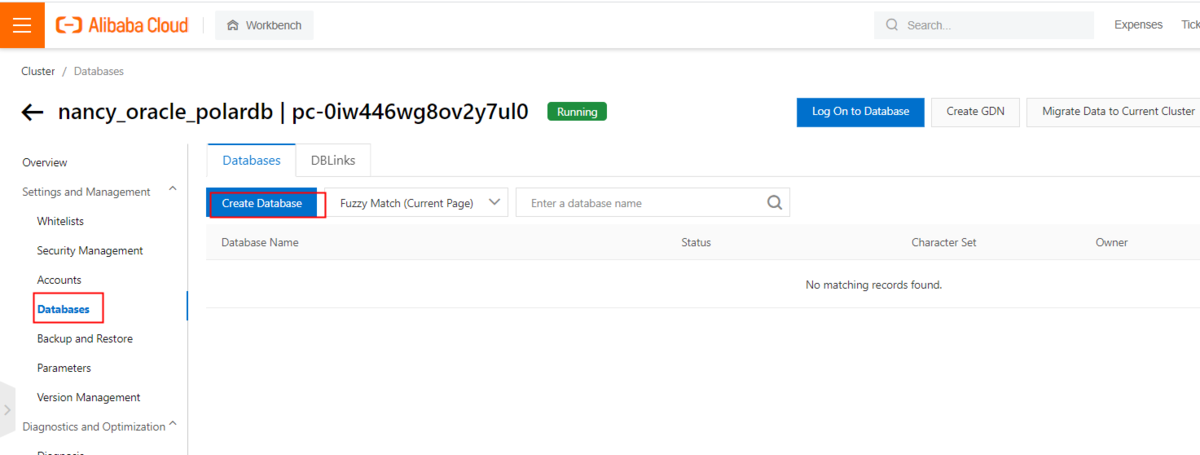 Alibaba Cloud Workbench Search... Expenses
Cluster / Databases
nancy_oracle_polardb | pc-0iw446wg8ov2y7ul0 Running Log On to Database Create GDN Migrate Data to Current Cluster
Overview
Settings and Management
Whitelists
Security Management
Accounts
Databases
Backup and Restore
Parameters
Version Management
Diagnostics and Optimization
Databases DBLinks
Create Database Fuzzy Match (Current Page) Enter a database name
Database Name Status Character Set Owner
No matching records found.